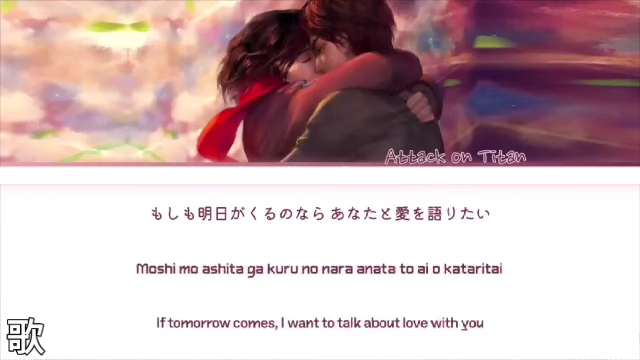 Attack on Titan
もしも明日がくるのなら あなたと愛を語りたい
Moshi mo ashita ga kuru no nara anata to ai o kataritai
If tomorrow comes, I want to talk about love with you
歌